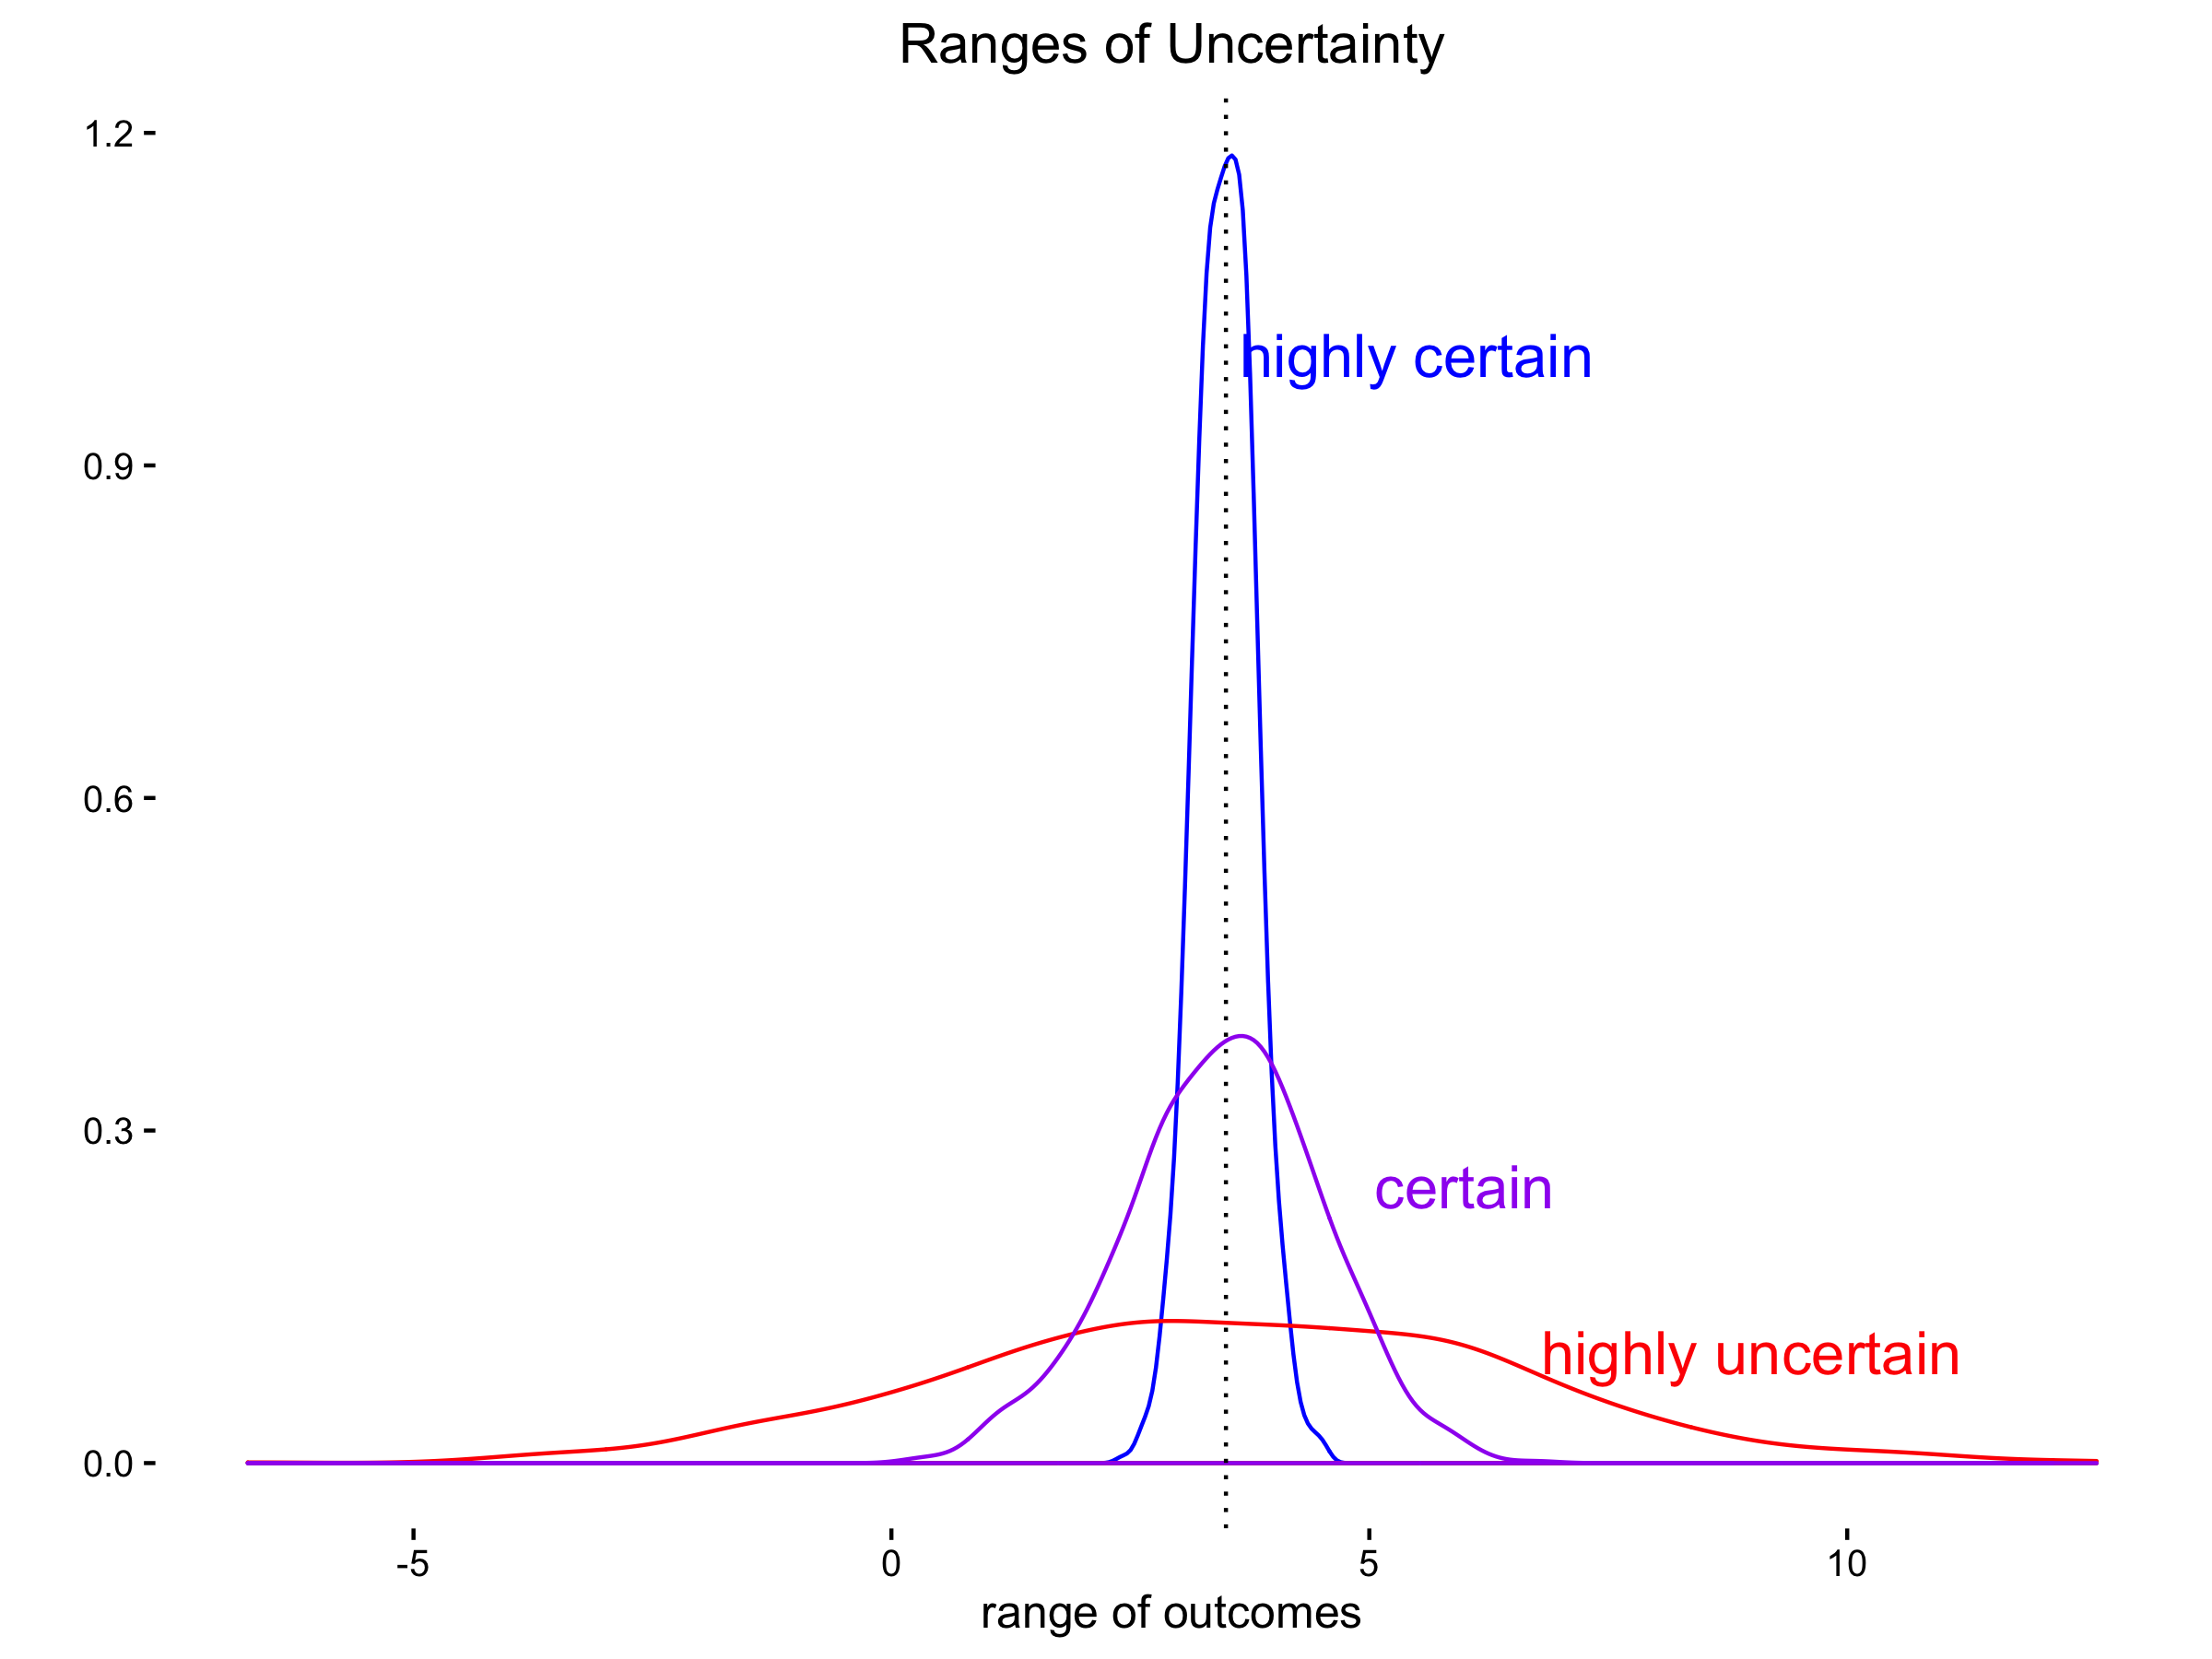 Ranges of Uncertainty
1.2
highly certain
0.9
0.6
0.3
certain
highly uncertain
0.0
-5 0 5 10
range of outcomes